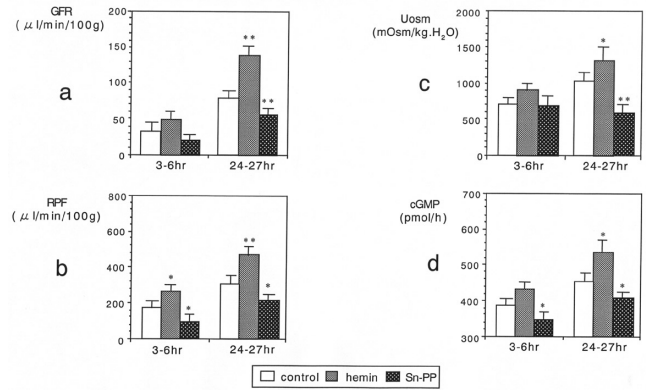 GFR
( μl/min/100g)
200
150
100
50
0
a
**
**
3-6hr
24-27hr
Uosm
(mOsm/kg.H₂O)
2000
1500
1000
500
0
c
*
**
3-6hr
24-27hr
RPF
( μl/min/100g)
800
600
400
200
0
b
*
*
**
*
3-6hr
24-27hr
cGMP
(pmol/h)
700
600
500
400
300
d
*
*
*
3-6hr
24-27hr
control hemin Sn-PP